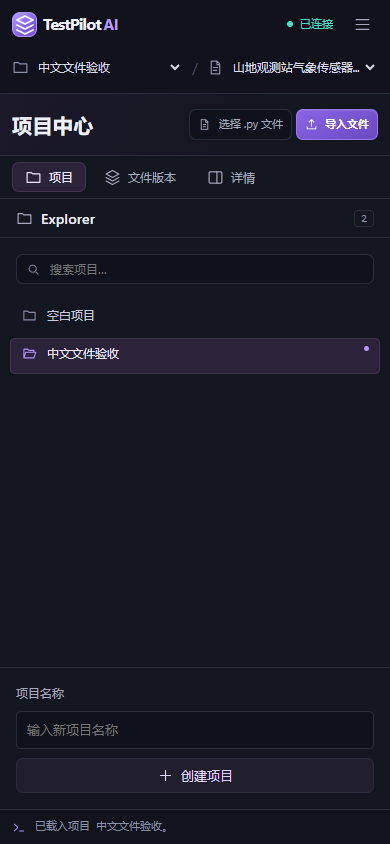 TestPilot AI
已连接
中文文件验收 / 山地观测站气象传感器...
项目中心
选择 .py 文件
导入文件
项目 文件版本 详情
Explorer 2
搜索项目...
空白项目
中文文件验收
项目名称
输入新项目名称
创建项目
已载入项目 中文文件验收。